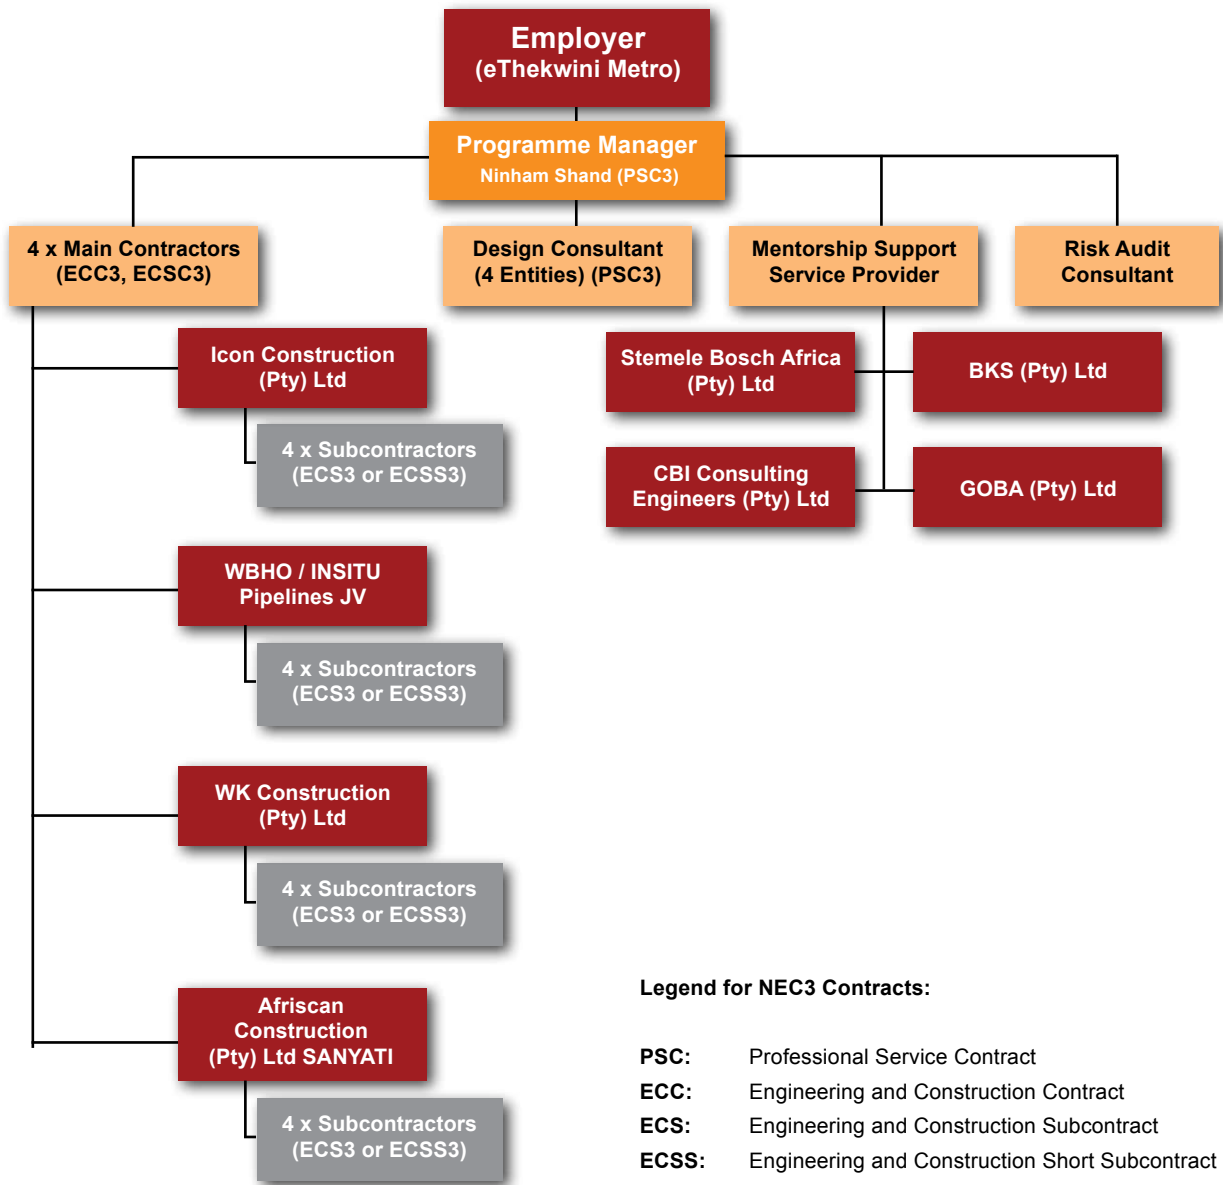 Employer
(eThekwini Metro)
Programme Manager
Ninham Shand (PSC3)
4 x Main Contractors
(ECC3, ECSC3)
Design Consultant
(4 Entities) (PSC3)
Mentorship Support
Service Provider
Risk Audit
Consultant
Icon Construction
(Pty) Ltd
4 x Subcontractors
(ECS3 or ECSS3)
Stemele Bosch Africa
(Pty) Ltd
BKS (Pty) Ltd
CBI Consulting
Engineers (Pty) Ltd
GOBA (Pty) Ltd
WBHO / INSITU
Pipelines JV
4 x Subcontractors
(ECS3 or ECSS3)
WK Construction
(Pty) Ltd
4 x Subcontractors
(ECS3 or ECSS3)
Afriscan
Construction
(Pty) Ltd SANYATI
4 x Subcontractors
(ECS3 or ECSS3)
Legend for NEC3 Contracts:
PSC: Professional Service Contract
ECC: Engineering and Construction Contract
ECS: Engineering and Construction Subcontract
ECSS: Engineering and Construction Short Subcontract